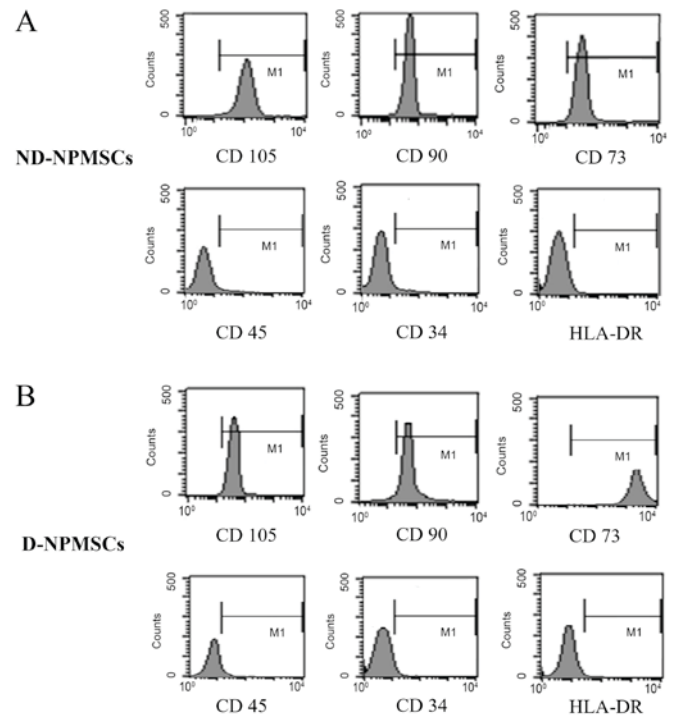 A
500 Counts 0 M1 10⁰ 10⁴ CD 105
500 Counts 0 M1 10⁰ 10⁴ CD 90
500 Counts 0 M1 10⁰ 10⁴ CD 73
ND-NPMSCs
500 Counts 0 M1 10⁰ 10⁴ CD 45
500 Counts 0 M1 10⁰ 10⁴ CD 34
500 Counts 0 M1 10⁰ 10⁴ HLA-DR
B
500 Counts 0 M1 10⁰ 10⁴ CD 105
500 Counts 0 M1 10⁰ 10⁴ CD 90
500 Counts 0 M1 10⁰ 10⁴ CD 73
D-NPMSCs
500 Counts 0 M1 10⁰ 10⁴ CD 45
500 Counts 0 M1 10⁰ 10⁴ CD 34
500 Counts 0 M1 10⁰ 10⁴ HLA-DR